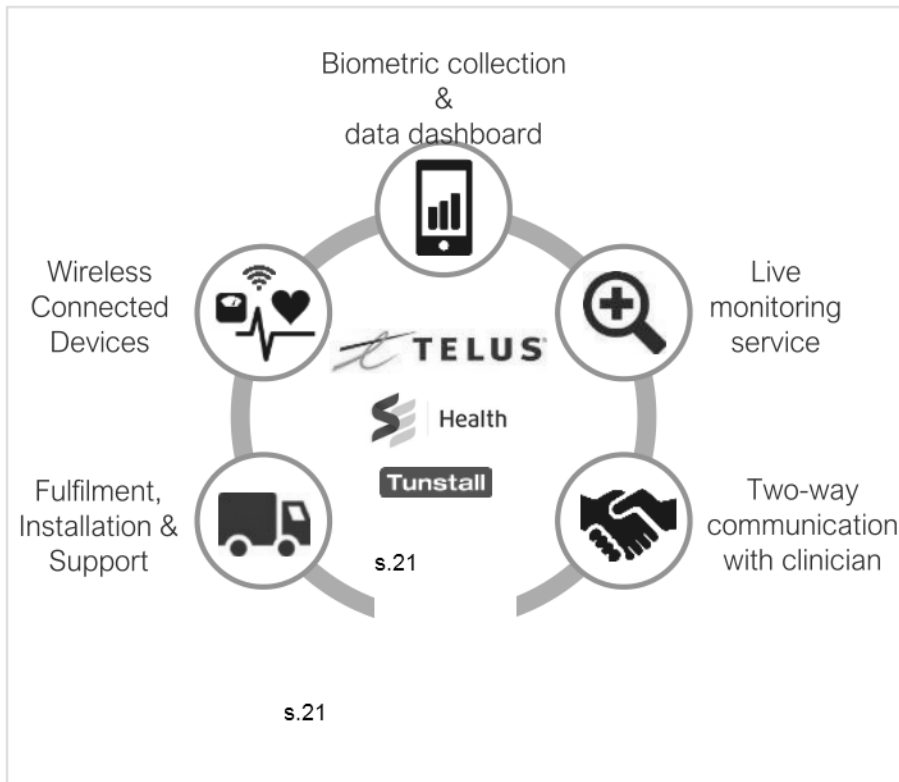 Biometric collection
&
data dashboard
Wireless
Connected
Devices
Live
monitoring
service
TELUS
SE Health
Tunstall
Fulfilment,
Installation &
Support
Two-way
communication
with clinician
s.21
s.21